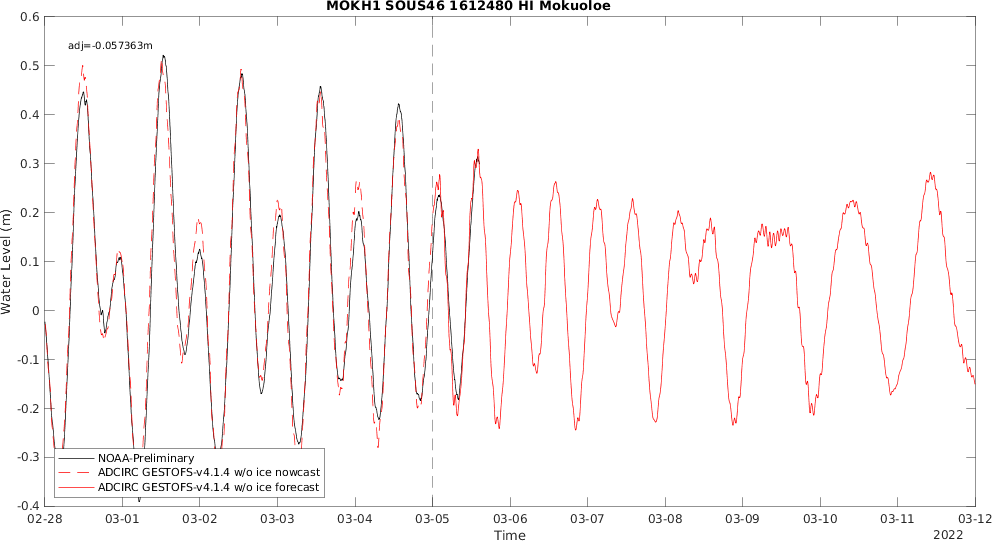 MOKH1 SOUS46 1612480 HI Mokuoloe
adj=-0.057363m
0.6
0.5
0.4
0.3
0.2
0.1
0
-0.1
-0.2
-0.3
-0.4
Water Level (m)
NOAA-Preliminary
ADCIRC GESTOFS-v4.1.4 w/o ice nowcast
ADCIRC GESTOFS-v4.1.4 w/o ice forecast
02-28 03-01 03-02 03-03 03-04 03-05 03-06 03-07 03-08 03-09 03-10 03-11 03-12
Time
2022